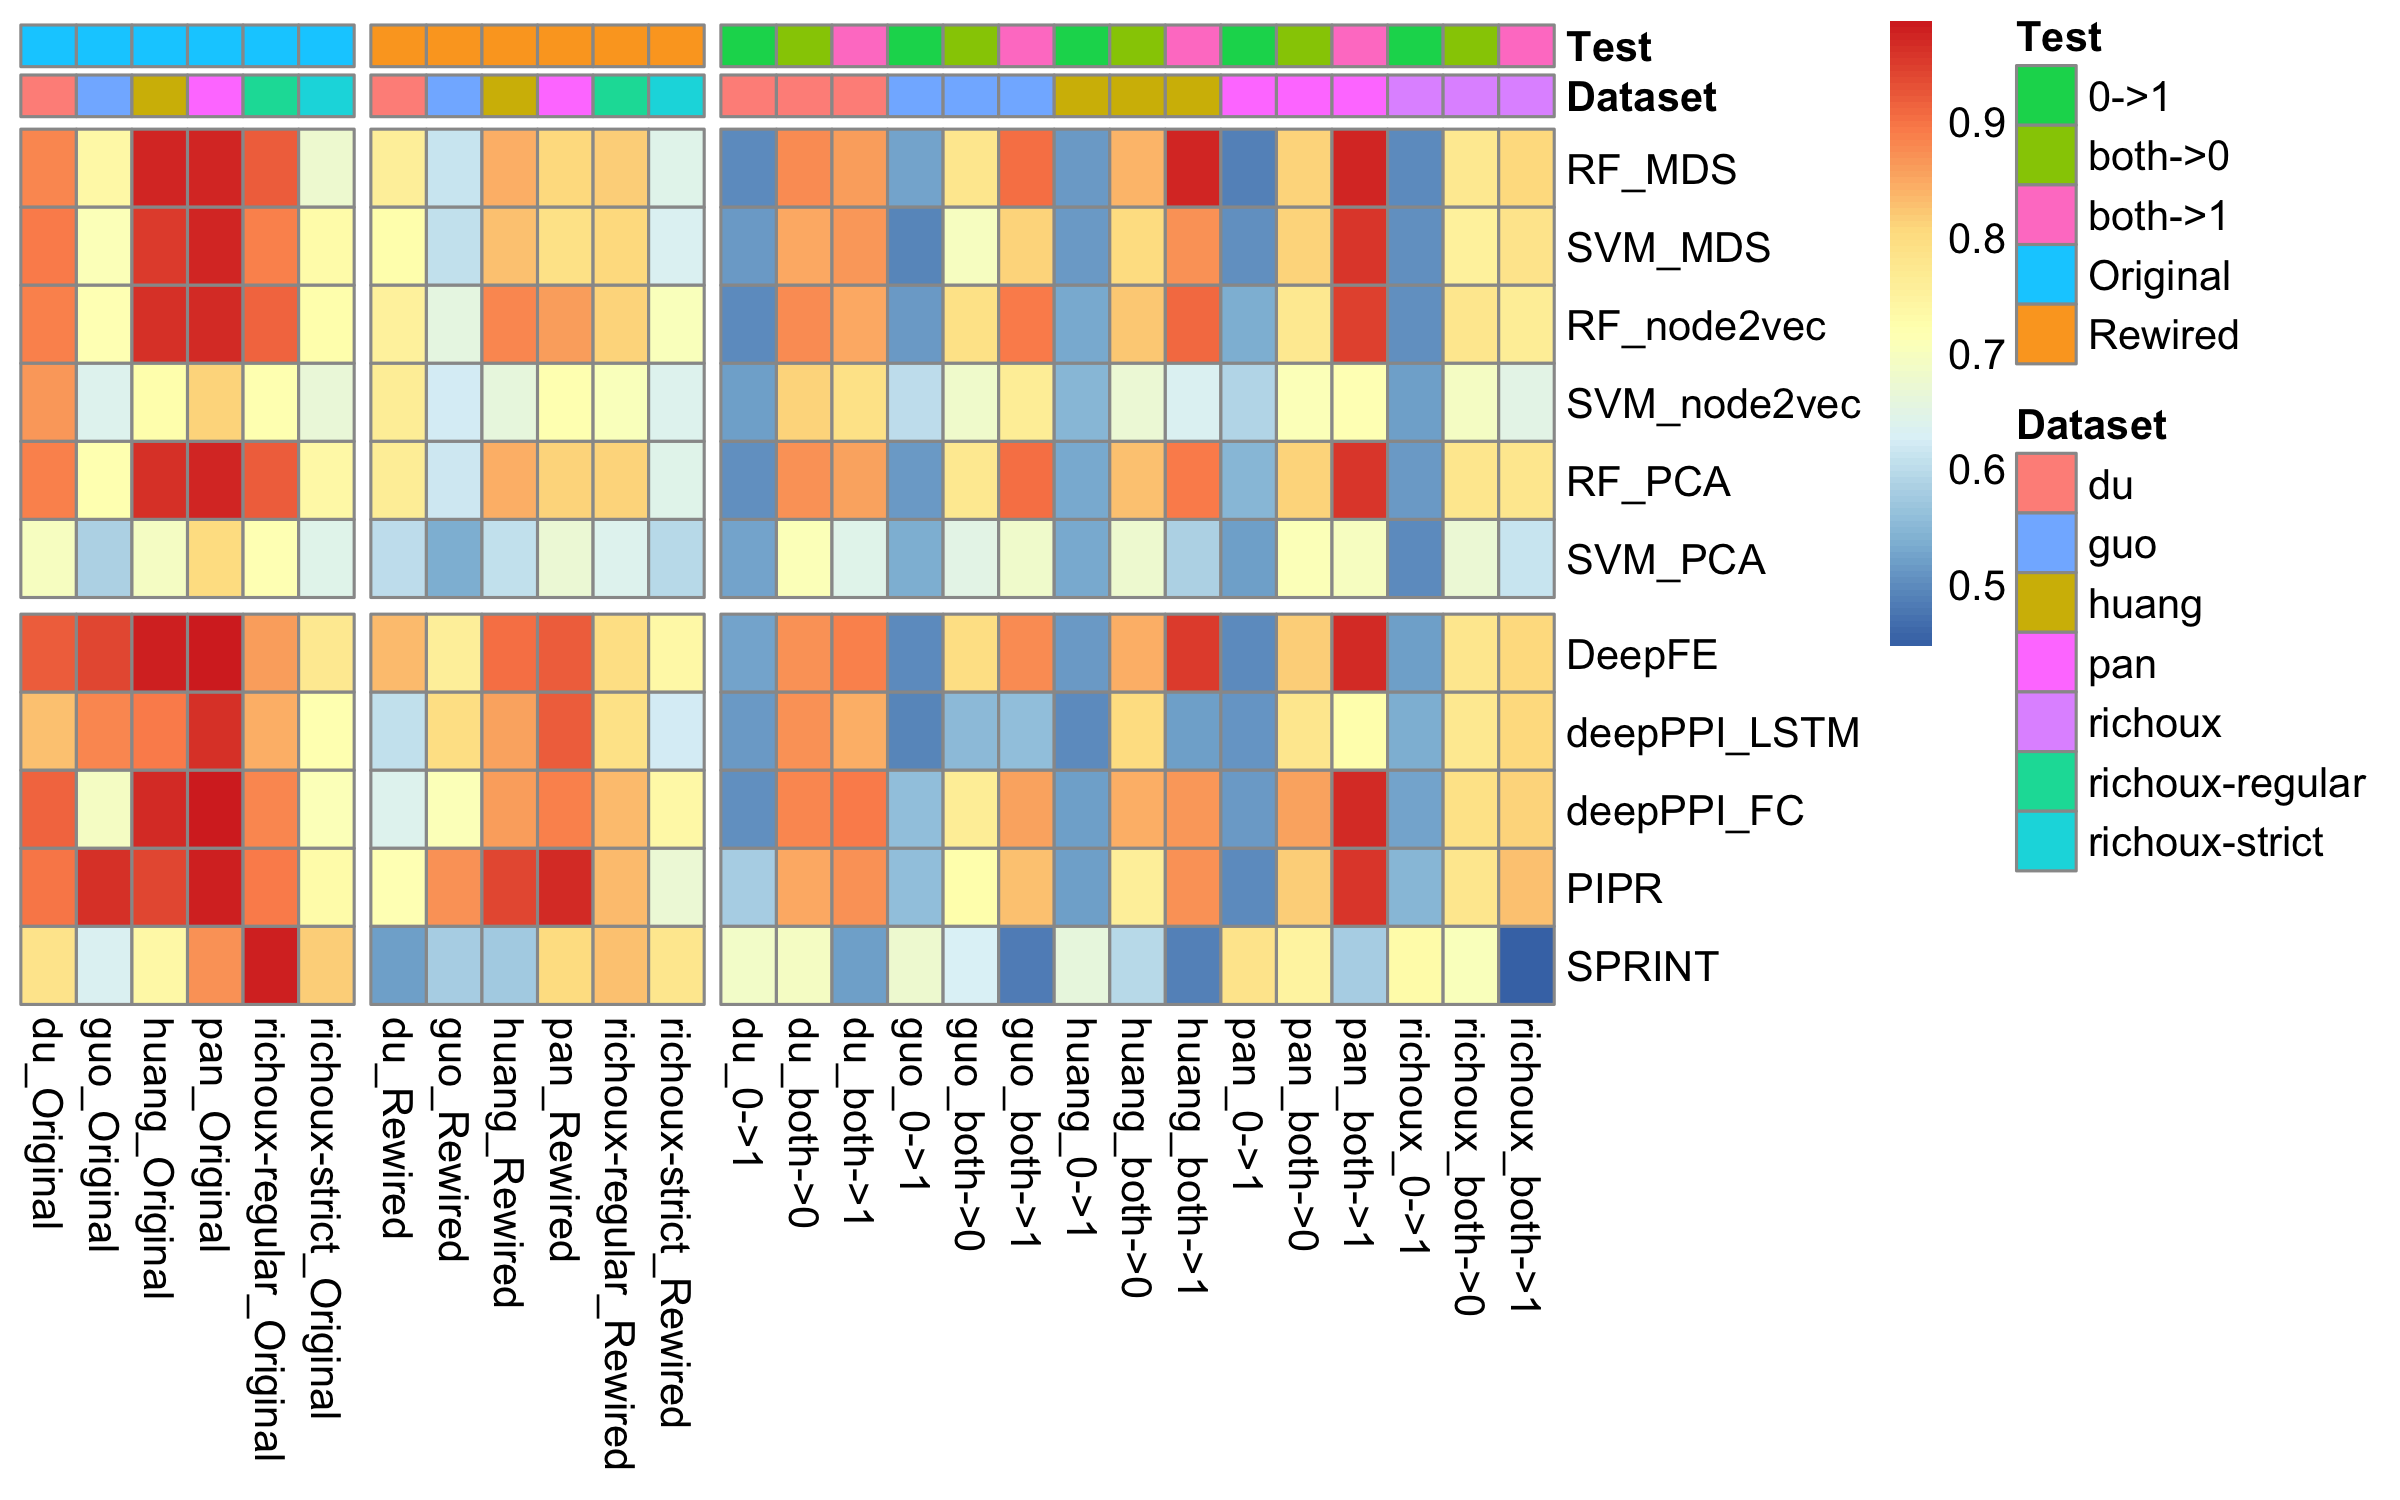 Test
Dataset
RF_MDS
SVM_MDS
RF_node2vec
SVM_node2vec
RF_PCA
SVM_PCA
DeepFE
deepPPI_LSTM
deepPPI_FC
PIPR
SPRINT
du_Original
guo_Original
huang_Original
pan_Original
richoux-regular_Original
richoux-strict_Original
du_Rewired
guo_Rewired
huang_Rewired
pan_Rewired
richoux-regular_Rewired
richoux-strict_Rewired
du_0->1
du_both->0
du_both->1
guo_0->1
guo_both->0
guo_both->1
huang_0->1
huang_both->0
huang_both->1
pan_0->1
pan_both->0
pan_both->1
richoux_0->1
richoux_both->0
richoux_both->1
0.9
0.8
0.7
0.6
0.5
Test
0->1
both->0
both->1
Original
Rewired
Dataset
du
guo
huang
pan
richoux
richoux-regular
richoux-strict